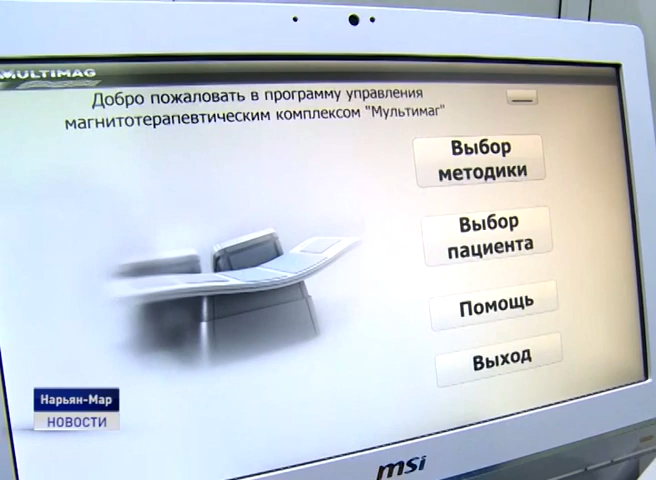 MULTIMAG
Добро пожаловать в программу управления
магнитотерапевтическим комплексом "Мультимаг"
Выбор
методики
Выбор
пациента
Помощь
Выход
Нарьян-Мар
НОВОСТИ
msi